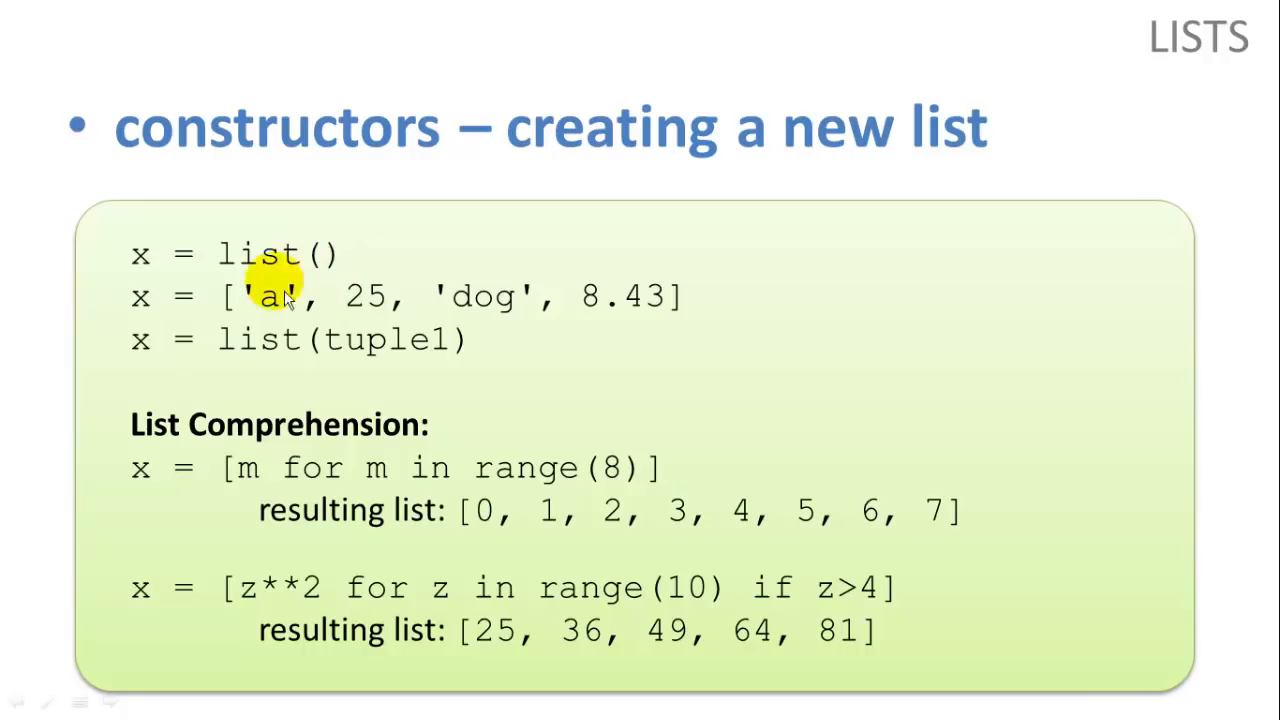 LISTS
• constructors – creating a new list
x = list()
x = ['a', 25, 'dog', 8.43]
x = list(tuple1)
List Comprehension:
x = [m for m in range(8)]
resulting list: [0, 1, 2, 3, 4, 5, 6, 7]
x = [z**2 for z in range(10) if z>4]
resulting list: [25, 36, 49, 64, 81]